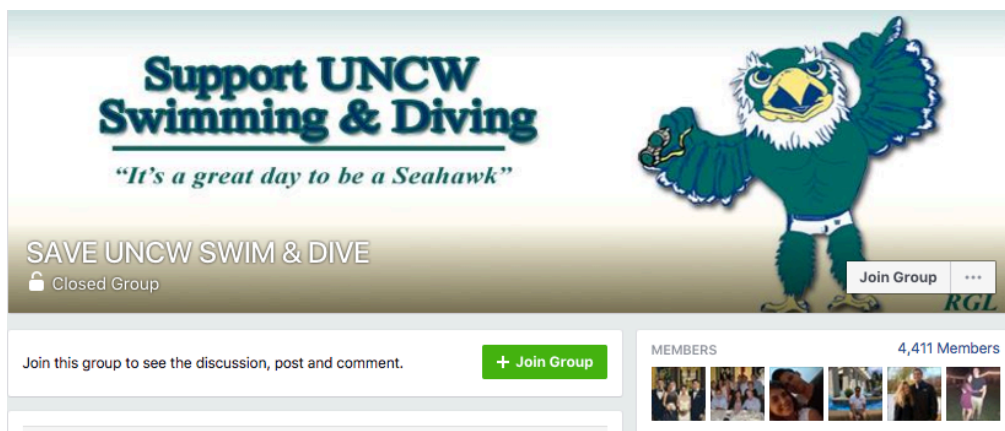 Support UNCW
Swimming & Diving
“It's a great day to be a Seahawk”
SAVE UNCW SWIM & DIVE
Closed Group
Join Group
RGL
Join this group to see the discussion, post and comment.
+ Join Group
MEMBERS
4,411 Members